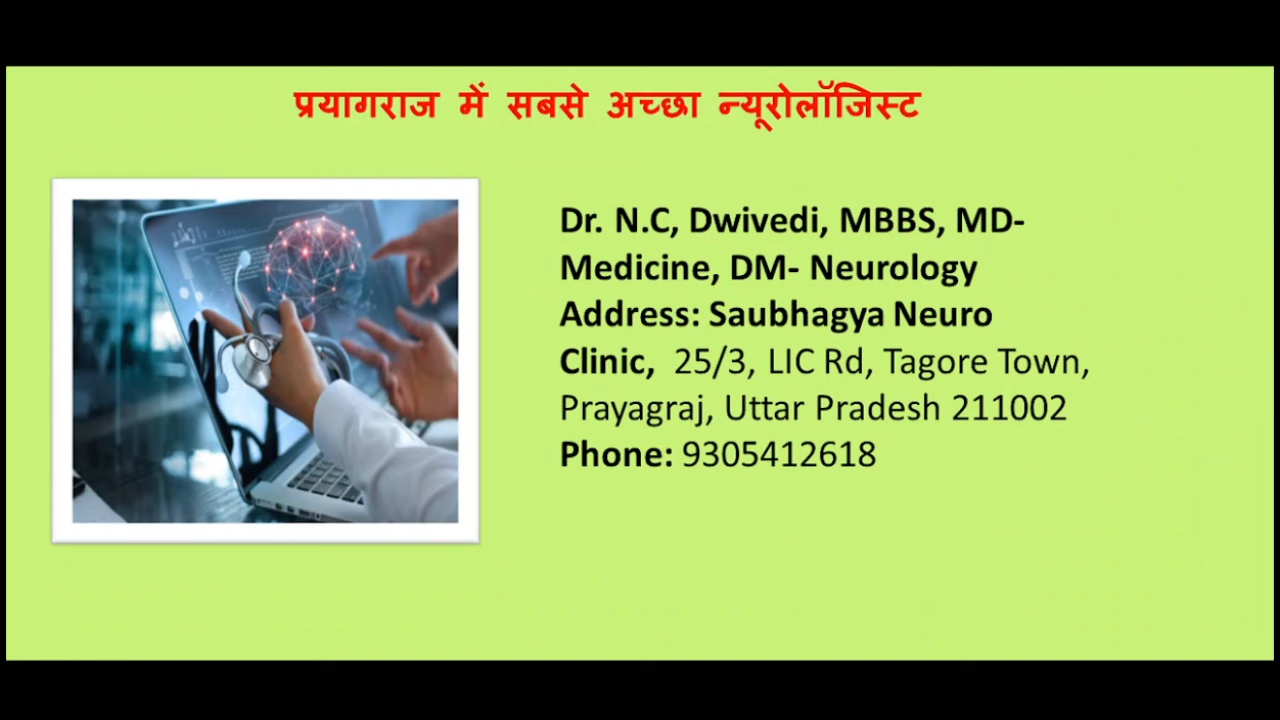 प्रयागराज में सबसे अच्छा न्यूरोलॉजिस्ट
Dr. N.C, Dwivedi, MBBS, MD-
Medicine, DM- Neurology
Address: Saubhagya Neuro
Clinic, 25/3, LIC Rd, Tagore Town,
Prayagraj, Uttar Pradesh 211002
Phone: 9305412618